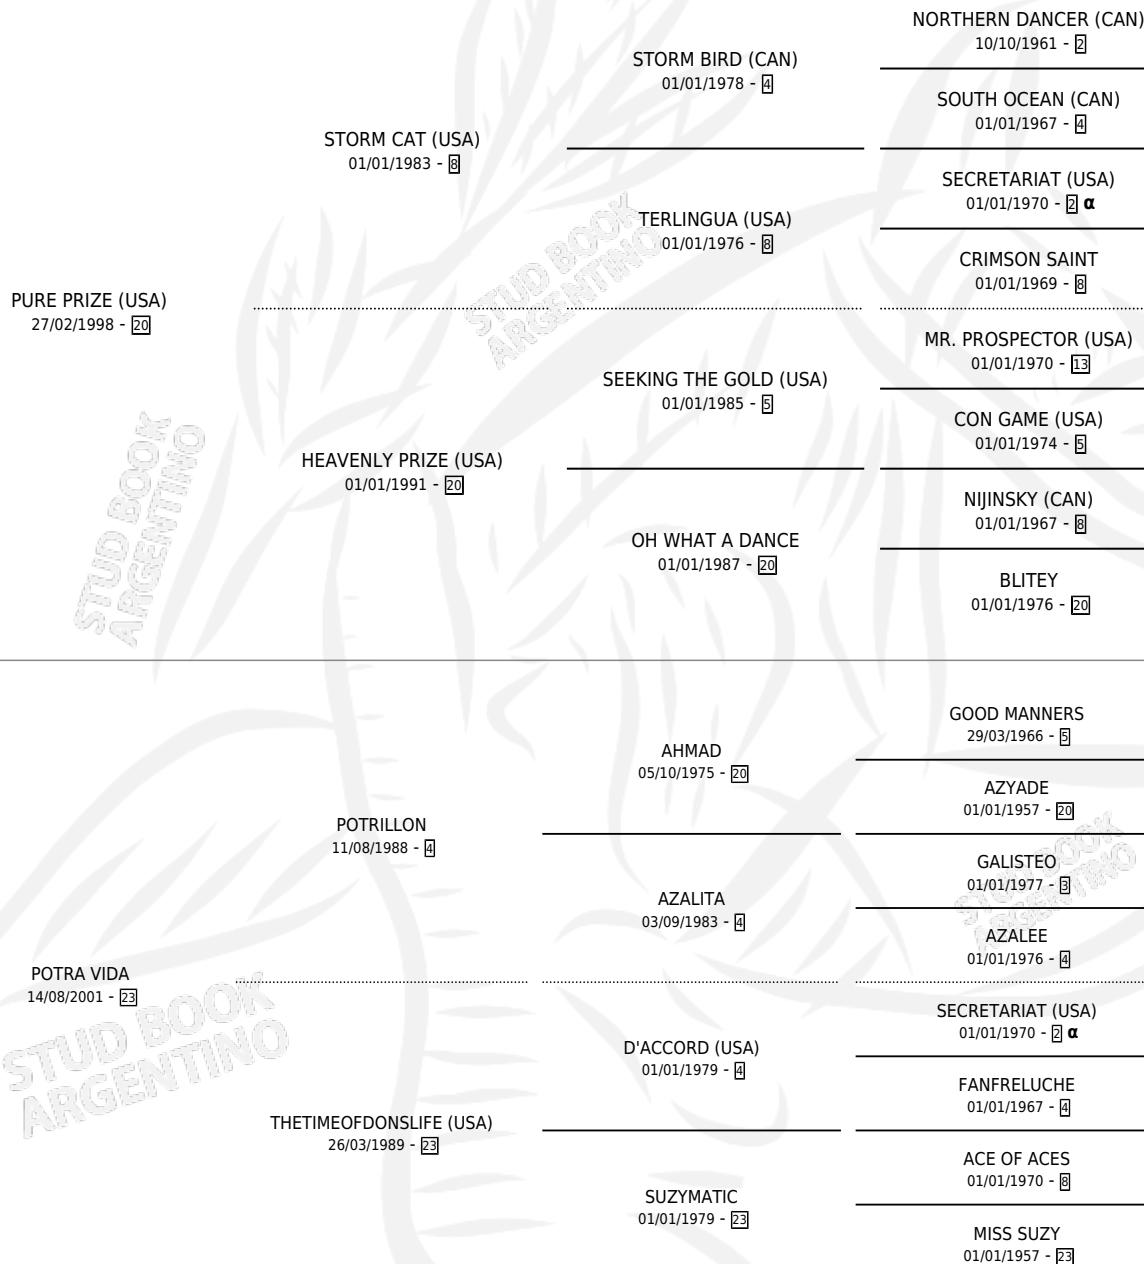 NORTHERN DANCER (CAN)
10/10/1961 - 2
STORM BIRD (CAN)
01/01/1978 - 4
SOUTH OCEAN (CAN)
01/01/1967 - 4
STORM CAT (USA)
01/01/1983 - 8
SECRETARIAT (USA)
01/01/1970 - 2 α
TERLINGUA (USA)
01/01/1976 - 8
CRIMSON SAINT
01/01/1969 - 8
PURE PRIZE (USA)
27/02/1998 - 20
MR. PROSPECTOR (USA)
01/01/1970 - 13
SEEKING THE GOLD (USA)
01/01/1985 - 5
CON GAME (USA)
01/01/1974 - 5
HEAVENLY PRIZE (USA)
01/01/1991 - 20
NIJINSKY (CAN)
01/01/1967 - 8
OH WHAT A DANCE
01/01/1987 - 20
BLITEY
01/01/1976 - 20
GOOD MANNERS
29/03/1966 - 5
AHMAD
05/10/1975 - 20
AZYADE
01/01/1957 - 20
POTRILLON
11/08/1988 - 4
GALISTEO
01/01/1977 - 3
AZALITA
03/09/1983 - 4
AZALEE
01/01/1976 - 4
POTRA VIDA
14/08/2001 - 23
SECRETARIAT (USA)
01/01/1970 - 2 α
D'ACCORD (USA)
01/01/1979 - 4
FANFRELUCHE
01/01/1967 - 4
THETIMEOFDONSLIFE (USA)
26/03/1989 - 23
ACE OF ACES
01/01/1970 - 8
SUZYMATIC
01/01/1979 - 23
MISS SUZY
01/01/1957 - 23
STUD BOOK
ARGENTINO
STUD BOOK
ARGENTINO
STUD BOOK
ARGENTINO
STUD BOOK
ARGENTINO